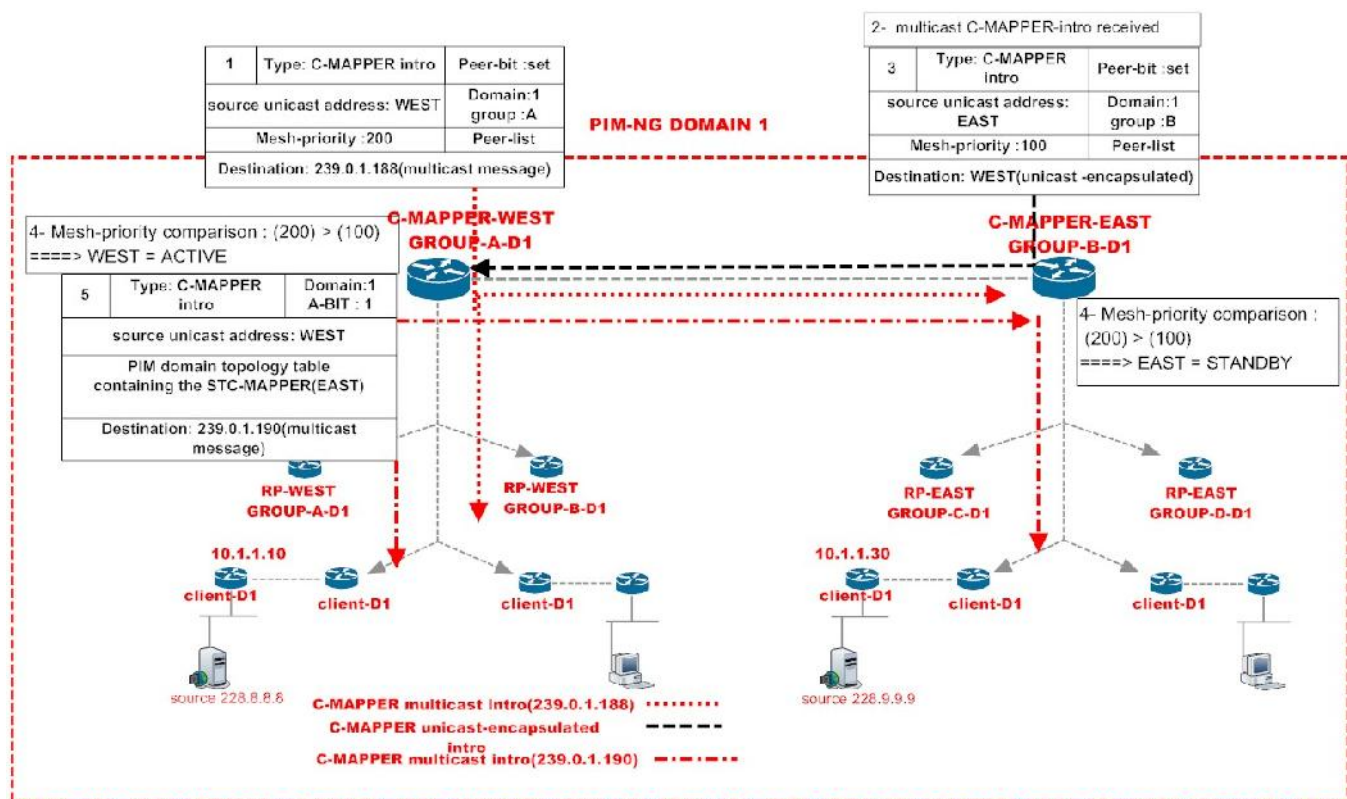 2- multicast C-MAPPER-intro received
1
Type: C-MAPPER intro
Peer-bit :set
source unicast address: WEST
Domain:1
group :A
Mesh-priority :200
Peer-list
Destination: 239.0.1.188(multicast message)
PIM-NG DOMAIN 1
3
Type: C-MAPPER
intro
Peer-bit :set
source unicast address:
EAST
Domain:1
group :B
Mesh-priority :100
Peer-list
Destination: WEST(unicast -encapsulated)
C-MAPPER-WEST
GROUP-A-D1
C-MAPPER-EAST
GROUP-B-D1
4- Mesh-priority comparison : (200) > (100)
====> WEST = ACTIVE
5
Type: C-MAPPER
intro
Domain:1
A-BIT : 1
source unicast address: WEST
PIM domain topology table
containing the STC-MAPPER(EAST)
Destination: 239.0.1.190(multicast
message)
4- Mesh-priority comparison :
(200) > (100)
====> EAST = STANDBY
RP-WEST
GROUP-A-D1
RP-WEST
GROUP-B-D1
RP-EAST
GROUP-C-D1
RP-EAST
GROUP-D-D1
10.1.1.10
client-D1
client-D1
client-D1
10.1.1.30
client-D1
client-D1
client-D1
source 228.8.8.8
source 228.9.9.9
C-MAPPER multicast intro(239.0.1.188)
C-MAPPER unicast-encapsulated
intro
C-MAPPER multicast intro(239.0.1.190)